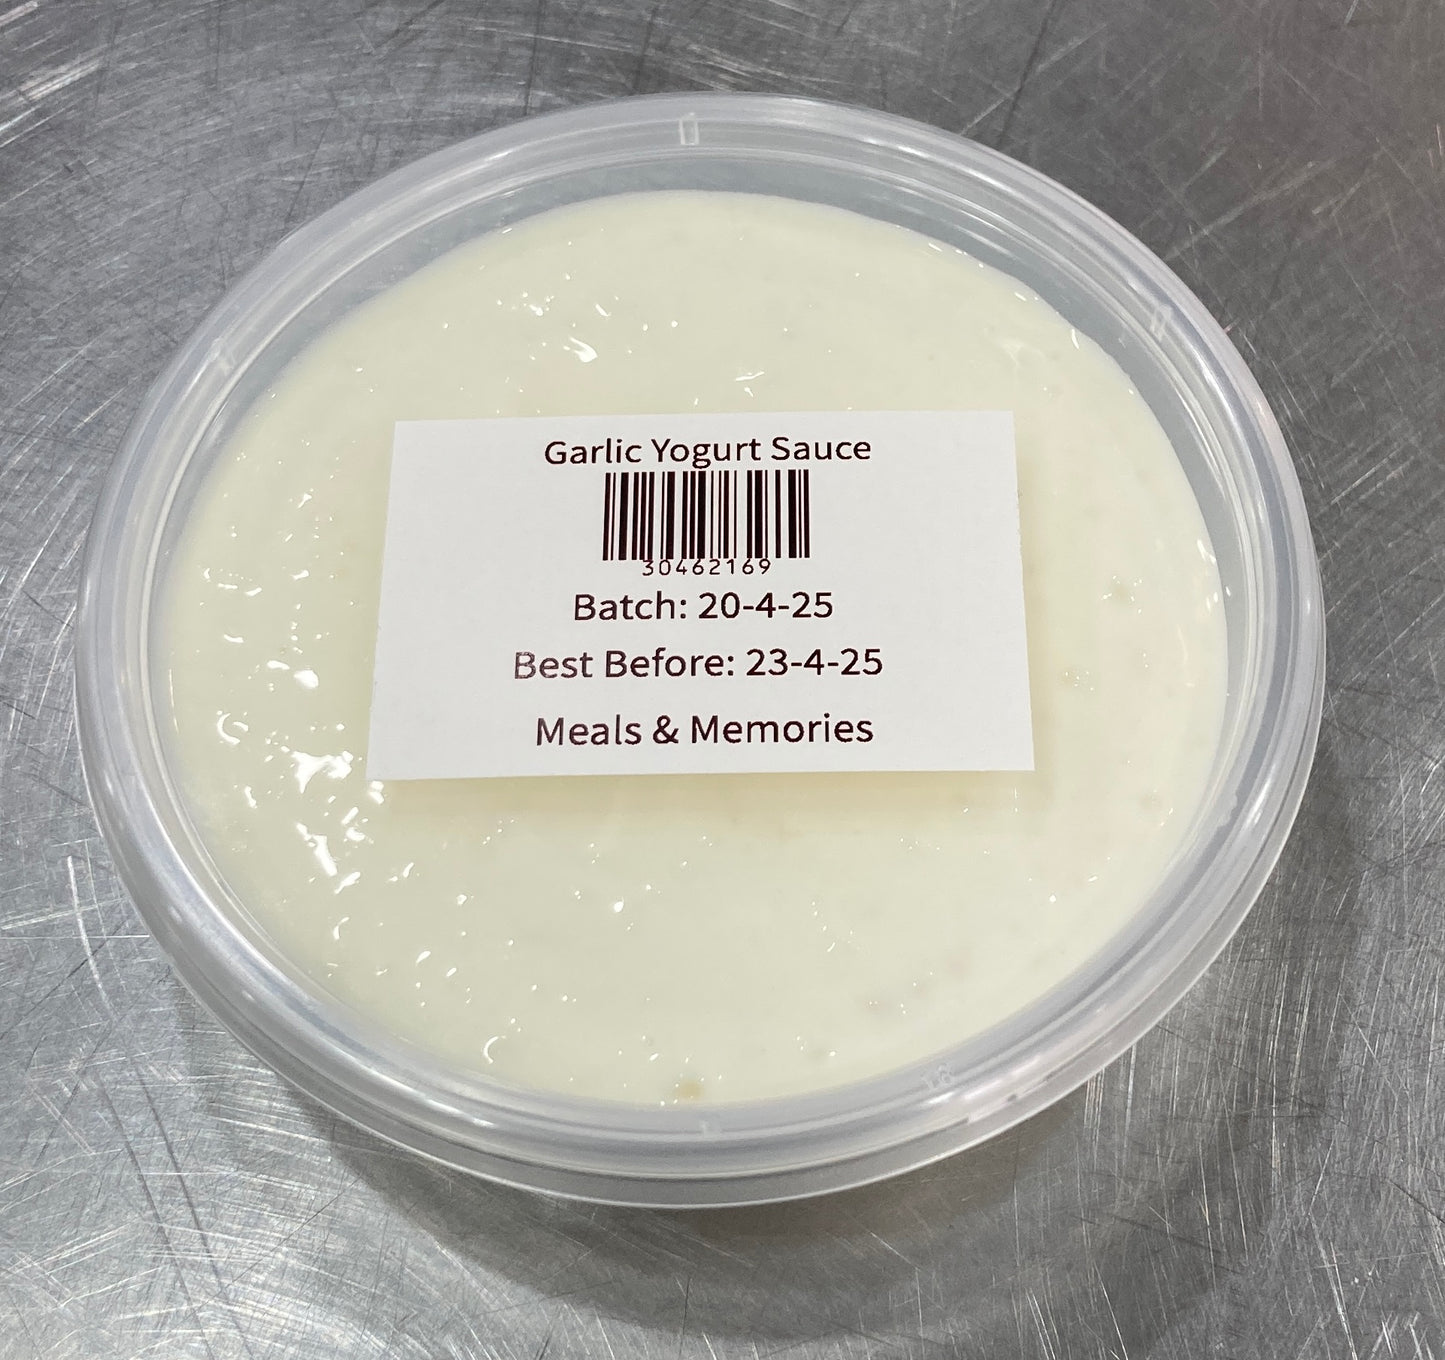 Garlic Yogurt Sauce
30462169
Batch: 20-4-25
Best Before: 23-4-25
Meals & Memories